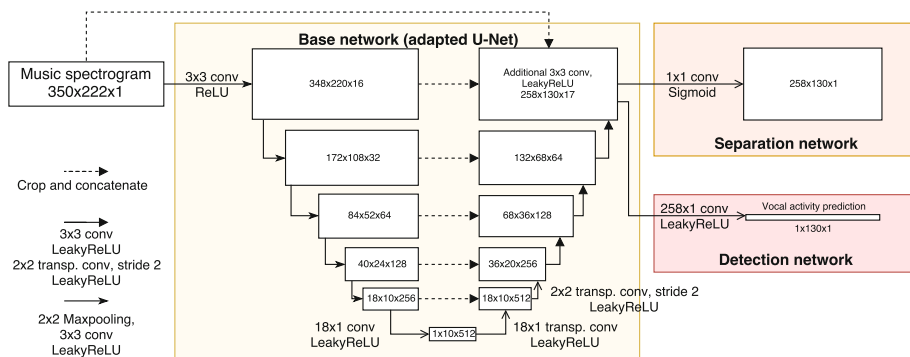 Base network (adapted U-Net)
Music spectrogram
350x222x1
3x3 conv
ReLU
348x220x16
Additional 3x3 conv,
LeakyReLU
258x130x17
1x1 conv
Sigmoid
258x130x1
Separation network
172x108x32
132x68x64
Crop and concatenate
84x52x64
68x36x128
258x1 conv
LeakyReLU
Vocal activity prediction
1x130x1
Detection network
3x3 conv
LeakyReLU
2x2 transp. conv, stride 2
LeakyReLU
40x24x128
36x20x256
18x10x256
18x10x512
2x2 transp. conv, stride 2
LeakyReLU
2x2 Maxpooling,
3x3 conv
LeakyReLU
18x1 conv
LeakyReLU
1x10x512
18x1 transp. conv
LeakyReLU